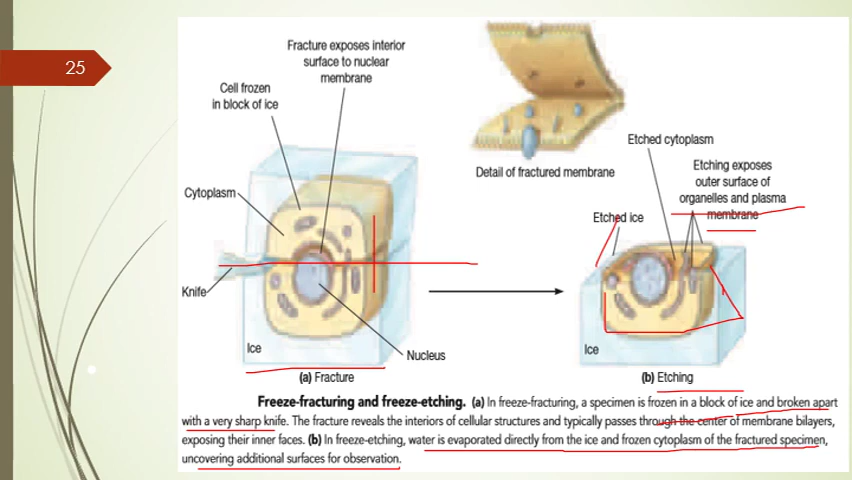 25
Fracture exposes interior
surface to nuclear
membrane
Cell frozen
in block of ice
Cytoplasm
Knife
Ice
Nucleus
(a) Fracture
Detail of fractured membrane
Etched cytoplasm
Etching exposes
outer surface of
organelles and plasma
membrane
Etched ice
Ice
(b) Etching
Freeze-fracturing and freeze-etching. (a) In freeze-fracturing, a specimen is frozen in a block of ice and broken apart
with a very sharp knife. The fracture reveals the interiors of cellular structures and typically passes through the center of membrane bilayers,
exposing their inner faces. (b) In freeze-etching, water is evaporated directly from the ice and frozen cytoplasm of the fractured specimen,
uncovering additional surfaces for observation.